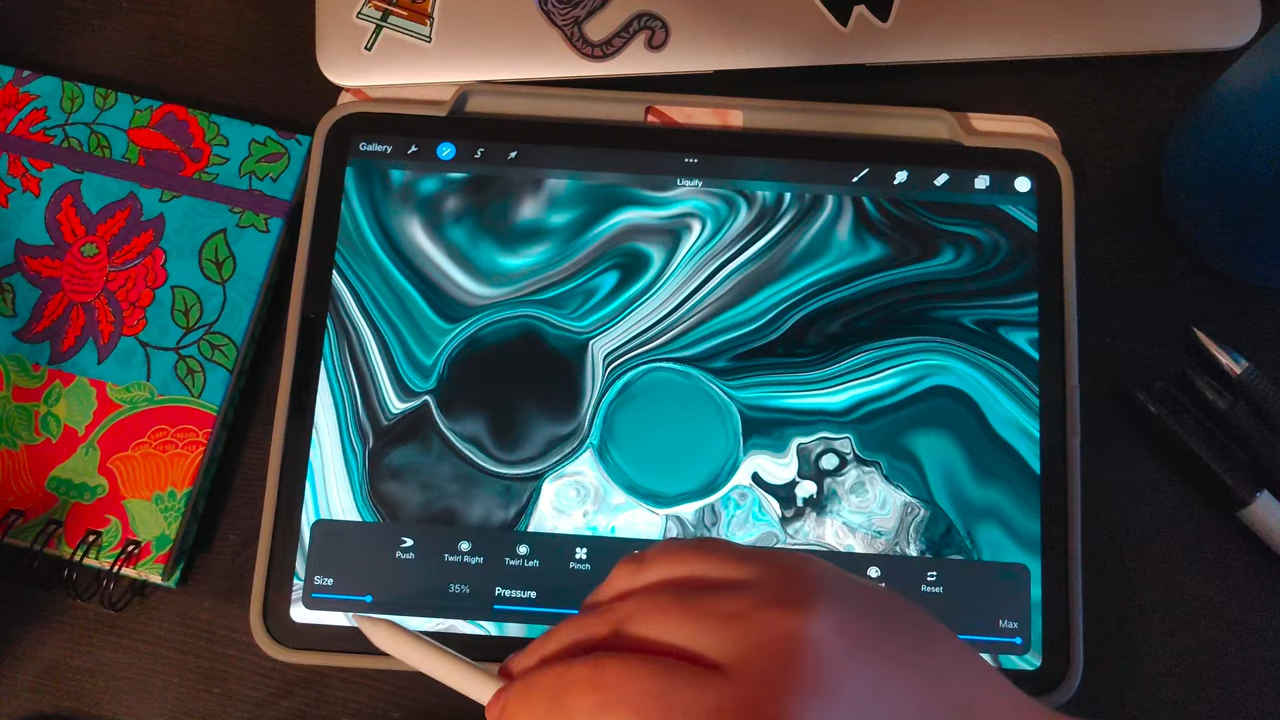 Gallery
Liquify
Push
Twirl Right
Twirl Left
Pinch
Reset
Size
35%
Pressure
Max